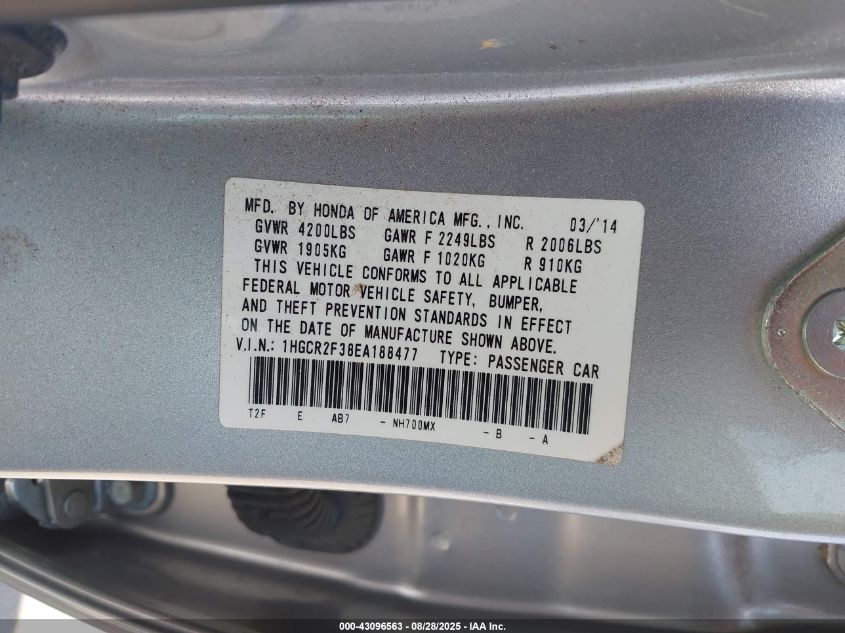 MFD. BY HONDA OF AMERICA MFG., INC. 03/'14
GVWR 4200LBS GAWR F 2249LBS R 2006LBS
GVWR 1905KG GAWR F 1020KG R 910KG
THIS VEHICLE CONFORMS TO ALL APPLICABLE
FEDERAL MOTOR VEHICLE SAFETY, BUMPER,
AND THEFT PREVENTION STANDARDS IN EFFECT
ON THE DATE OF MANUFACTURE SHOWN ABOVE.
V.I.N.: 1HGCR2F38EA188477 TYPE: PASSENGER CAR
T2F E AB7 - NH700MX - B - A
000-43096563 / 08/28/2025 - IAA Inc.